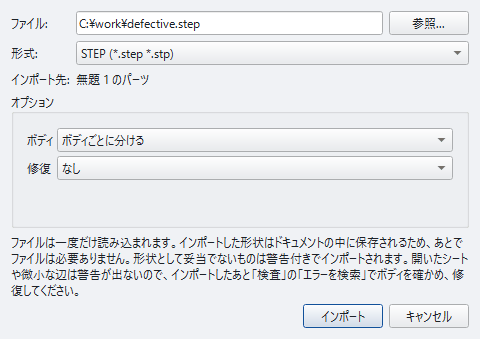 ファイル: C:¥work¥defective.step 参照...
形式: STEP (*.step *.stp)
インポート先: 無題 1 のパーツ
オプション
ボディ ボディごとに分ける
修復 なし
ファイルは一度だけ読み込まれます。インポートした形状はドキュメントの中に保存されるため、あとで
ファイルは必要ありません。形状として妥当でないものは警告付きでインポートされます。開いたシート
や微小な辺は警告が出ないので、インポートしたあと「検査」の「エラーを検索」でボディを確かめ、修
復してください。
インポート キャンセル